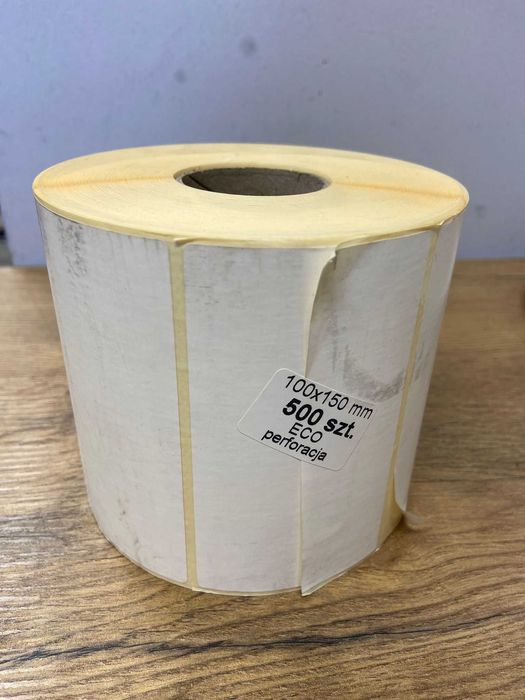 100x150 mm
500 szt.
ECO
perforacja